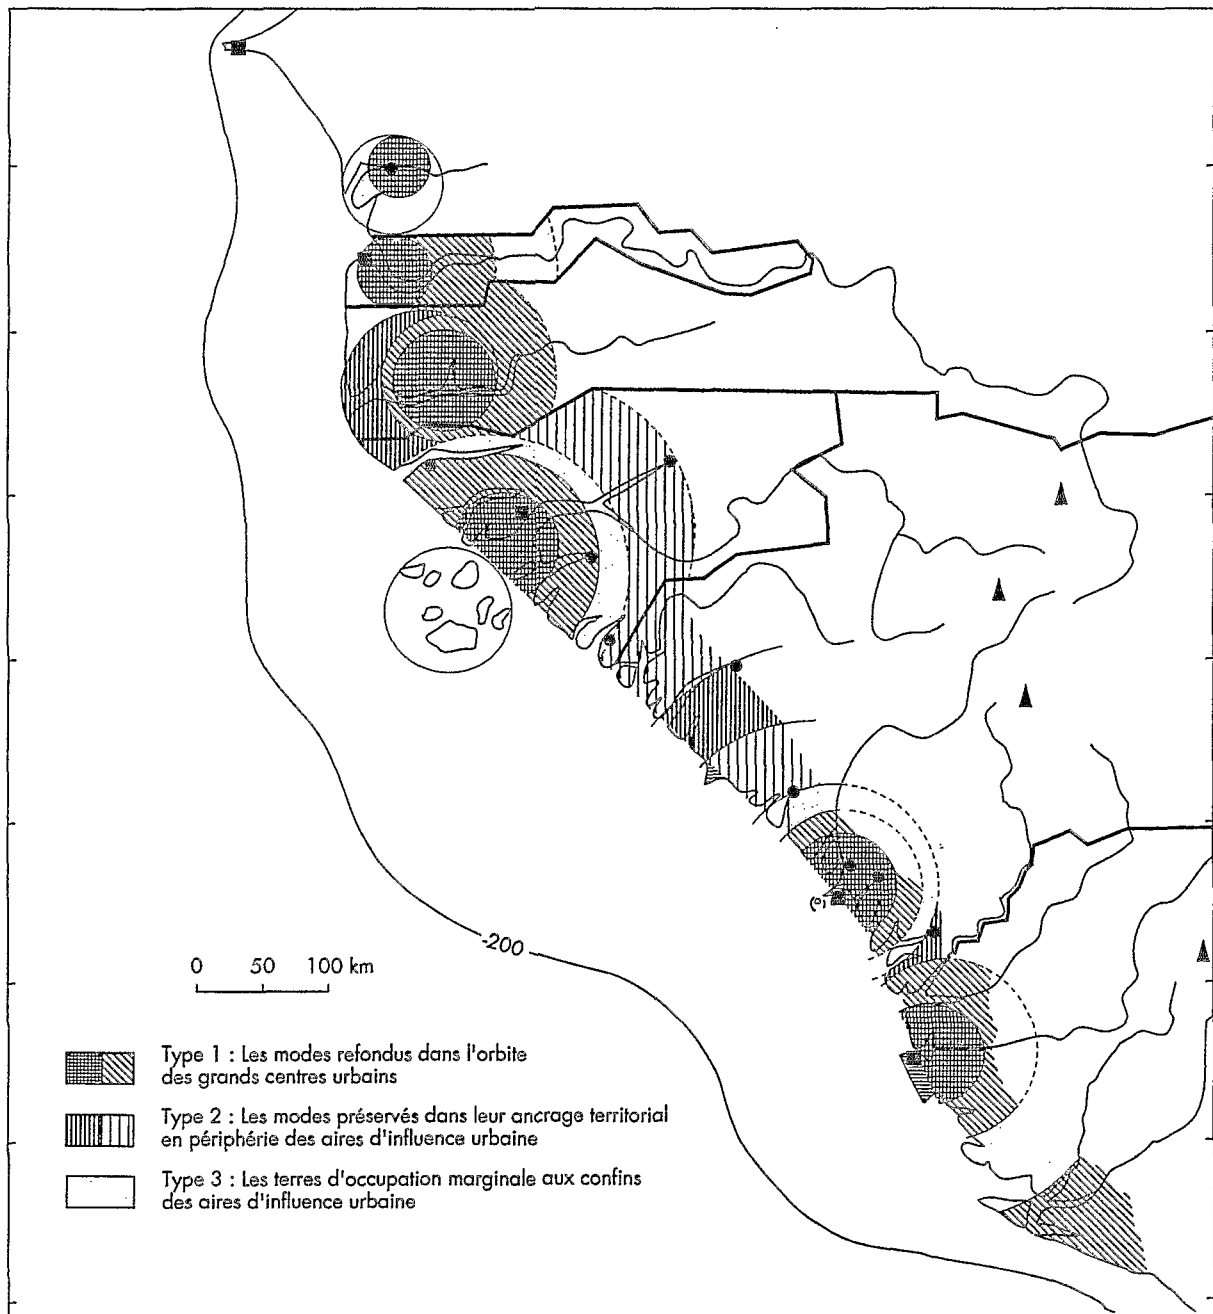 -200
0 50 100 km
Type 1 : Les modes refondus dans l'orbite
des grands centres urbains
Type 2 : Les modes préservés dans leur ancrage territorial
en périphérie des aires d'influence urbaine
Type 3 : Les terres d'occupation marginale aux confins
des aires d'influence urbaine